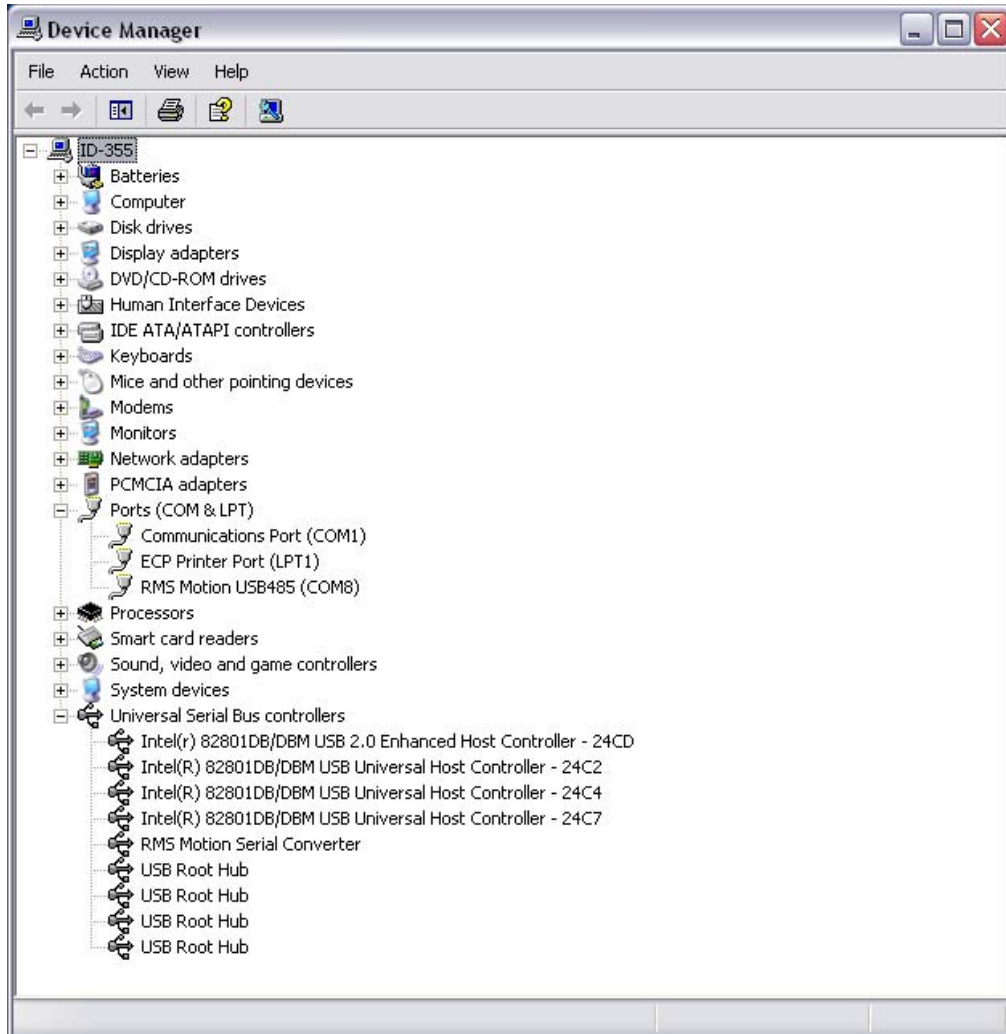 Device Manager
File Action View Help
ID-355
Batteries
Computer
Disk drives
Display adapters
DVD/CD-ROM drives
Human Interface Devices
IDE ATA/ATAPI controllers
Keyboards
Mice and other pointing devices
Modems
Monitors
Network adapters
PCMCIA adapters
Ports (COM & LPT)
Communications Port (COM1)
ECP Printer Port (LPT1)
RMS Motion USB485 (COM8)
Processors
Smart card readers
Sound, video and game controllers
System devices
Universal Serial Bus controllers
Intel(r) 82801DB/DBM USB 2.0 Enhanced Host Controller - 24CD
Intel(R) 82801DB/DBM USB Universal Host Controller - 24C2
Intel(R) 82801DB/DBM USB Universal Host Controller - 24C4
Intel(R) 82801DB/DBM USB Universal Host Controller - 24C7
RMS Motion Serial Converter
USB Root Hub
USB Root Hub
USB Root Hub
USB Root Hub